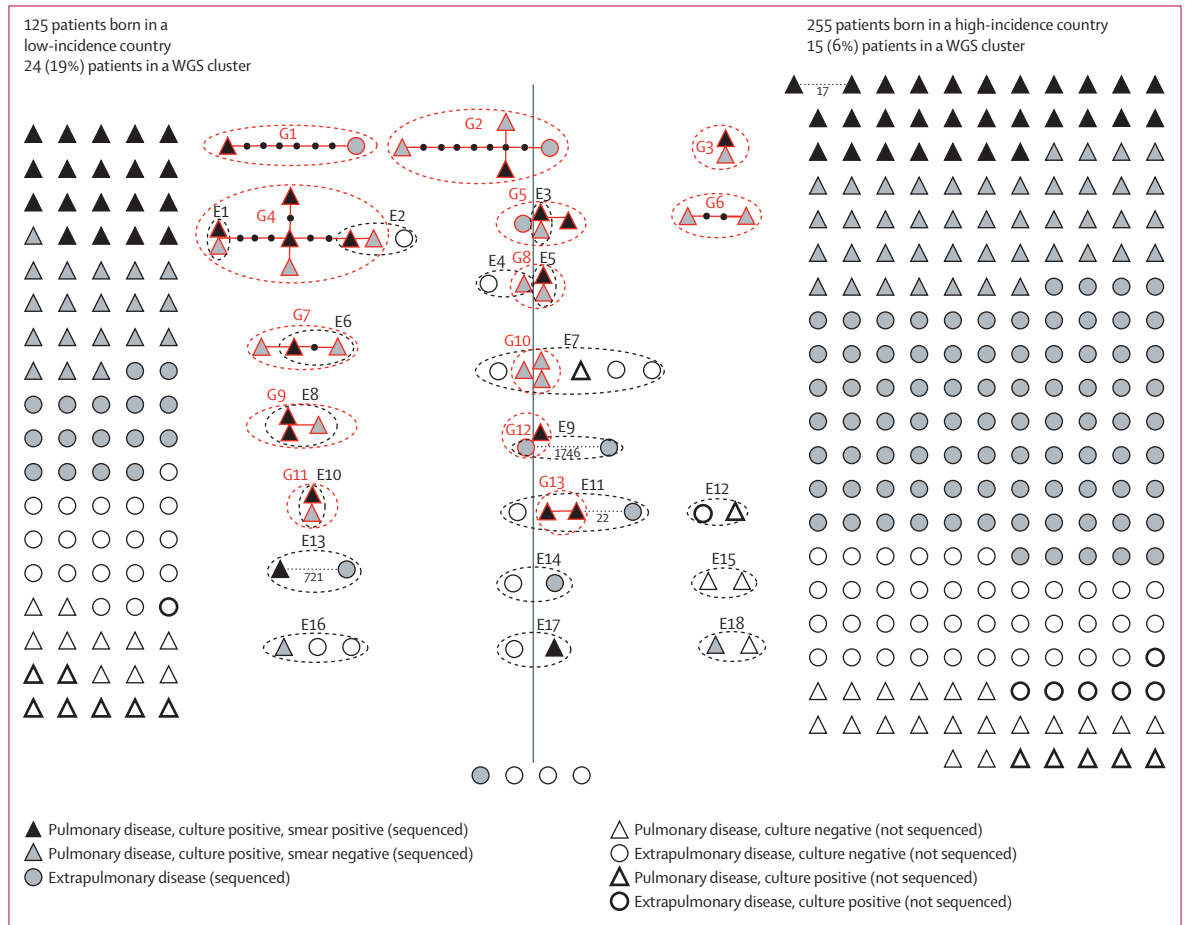 125 patients born in a
low-incidence country
24 (19%) patients in a WGS cluster
255 patients born in a high-incidence country
15 (6%) patients in a WGS cluster
17
G1
G2
G3
E1
G4
E2
G5
E3
G6
E4
G8
E5
G7
E6
G10
E7
G9
E8
G12
E9
1746
G11
E10
G13
E11
22
E12
E13
721
E14
E15
E16
E17
E18
Pulmonary disease, culture positive, smear positive (sequenced)
Pulmonary disease, culture positive, smear negative (sequenced)
Extrapulmonary disease (sequenced)
Pulmonary disease, culture negative (not sequenced)
Extrapulmonary disease, culture negative (not sequenced)
Pulmonary disease, culture positive (not sequenced)
Extrapulmonary disease, culture positive (not sequenced)